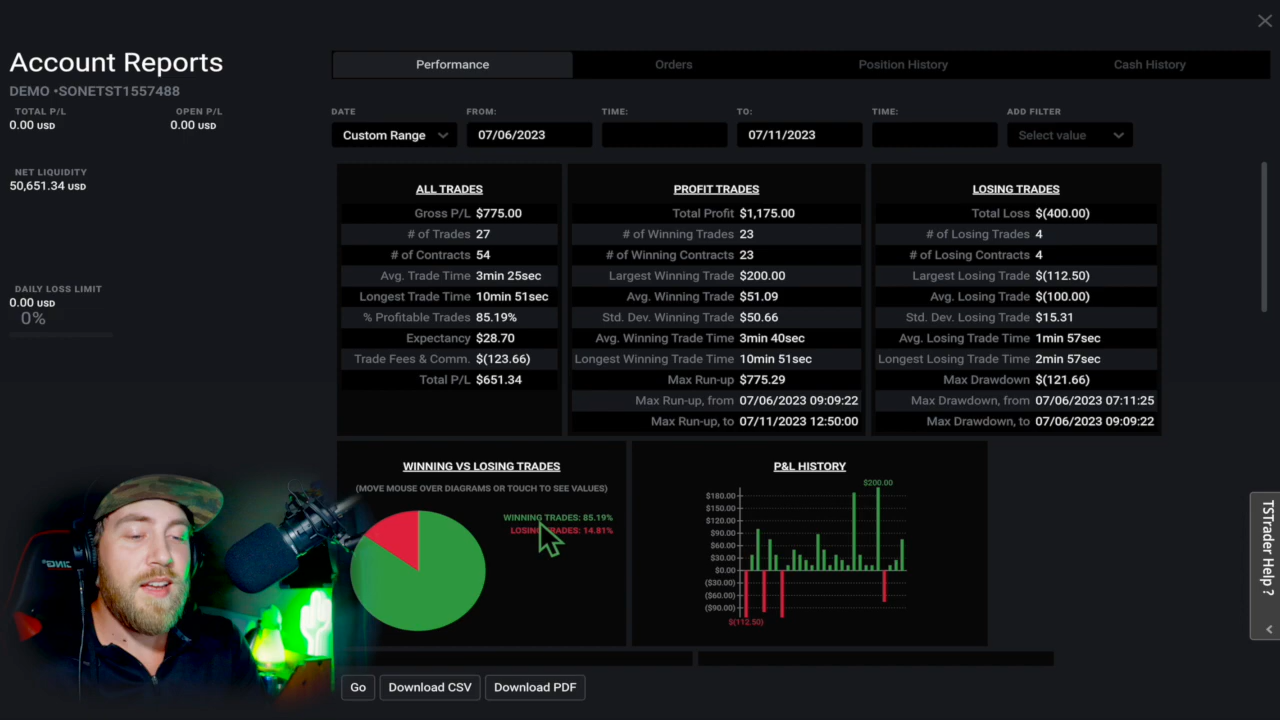 Account Reports
DEMO •SONETST1557488
TOTAL P/L OPEN P/L
0.00 USD 0.00 USD
NET LIQUIDITY
50,651.34 USD
DAILY LOSS LIMIT
0.00 USD
0%
Performance Orders Position History Cash History
DATE FROM: TIME: TO: TIME: ADD FILTER
Custom Range 07/06/2023 07/11/2023 Select value
ALL TRADES
Gross P/L $775.00
# of Trades 27
# of Contracts 54
Avg. Trade Time 3min 25sec
Longest Trade Time 10min 51sec
% Profitable Trades 85.19%
Expectancy $28.70
Trade Fees & Comm. $(123.66)
Total P/L $651.34
PROFIT TRADES
Total Profit $1,175.00
# of Winning Trades 23
# of Winning Contracts 23
Largest Winning Trade $200.00
Avg. Winning Trade $51.09
Std. Dev. Winning Trade $50.66
Avg. Winning Trade Time 3min 40sec
Longest Winning Trade Time 10min 51sec
Max Run-up $775.29
Max Run-up, from 07/06/2023 09:09:22
Max Run-up, to 07/11/2023 12:50:00
LOSING TRADES
Total Loss $(400.00)
# of Losing Trades 4
# of Losing Contracts 4
Largest Losing Trade $(112.50)
Avg. Losing Trade $(100.00)
Std. Dev. Losing Trade $15.31
Avg. Losing Trade Time 1min 57sec
Longest Losing Trade Time 2min 57sec
Max Drawdown $(121.66)
Max Drawdown, from 07/06/2023 07:11:25
Max Drawdown, to 07/06/2023 09:09:22
WINNING VS LOSING TRADES
(MOVE MOUSE OVER DIAGRAMS OR TOUCH TO SEE VALUES)
WINNING TRADES: 85.19%
LOSING TRADES: 14.81%
P&L HISTORY
$200.00
$180.00
$150.00
$120.00
$90.00
$60.00
$30.00
$0.00
($30.00)
($60.00)
($90.00)
$(112.50)
TSTrader Help ?
Go Download CSV Download PDF